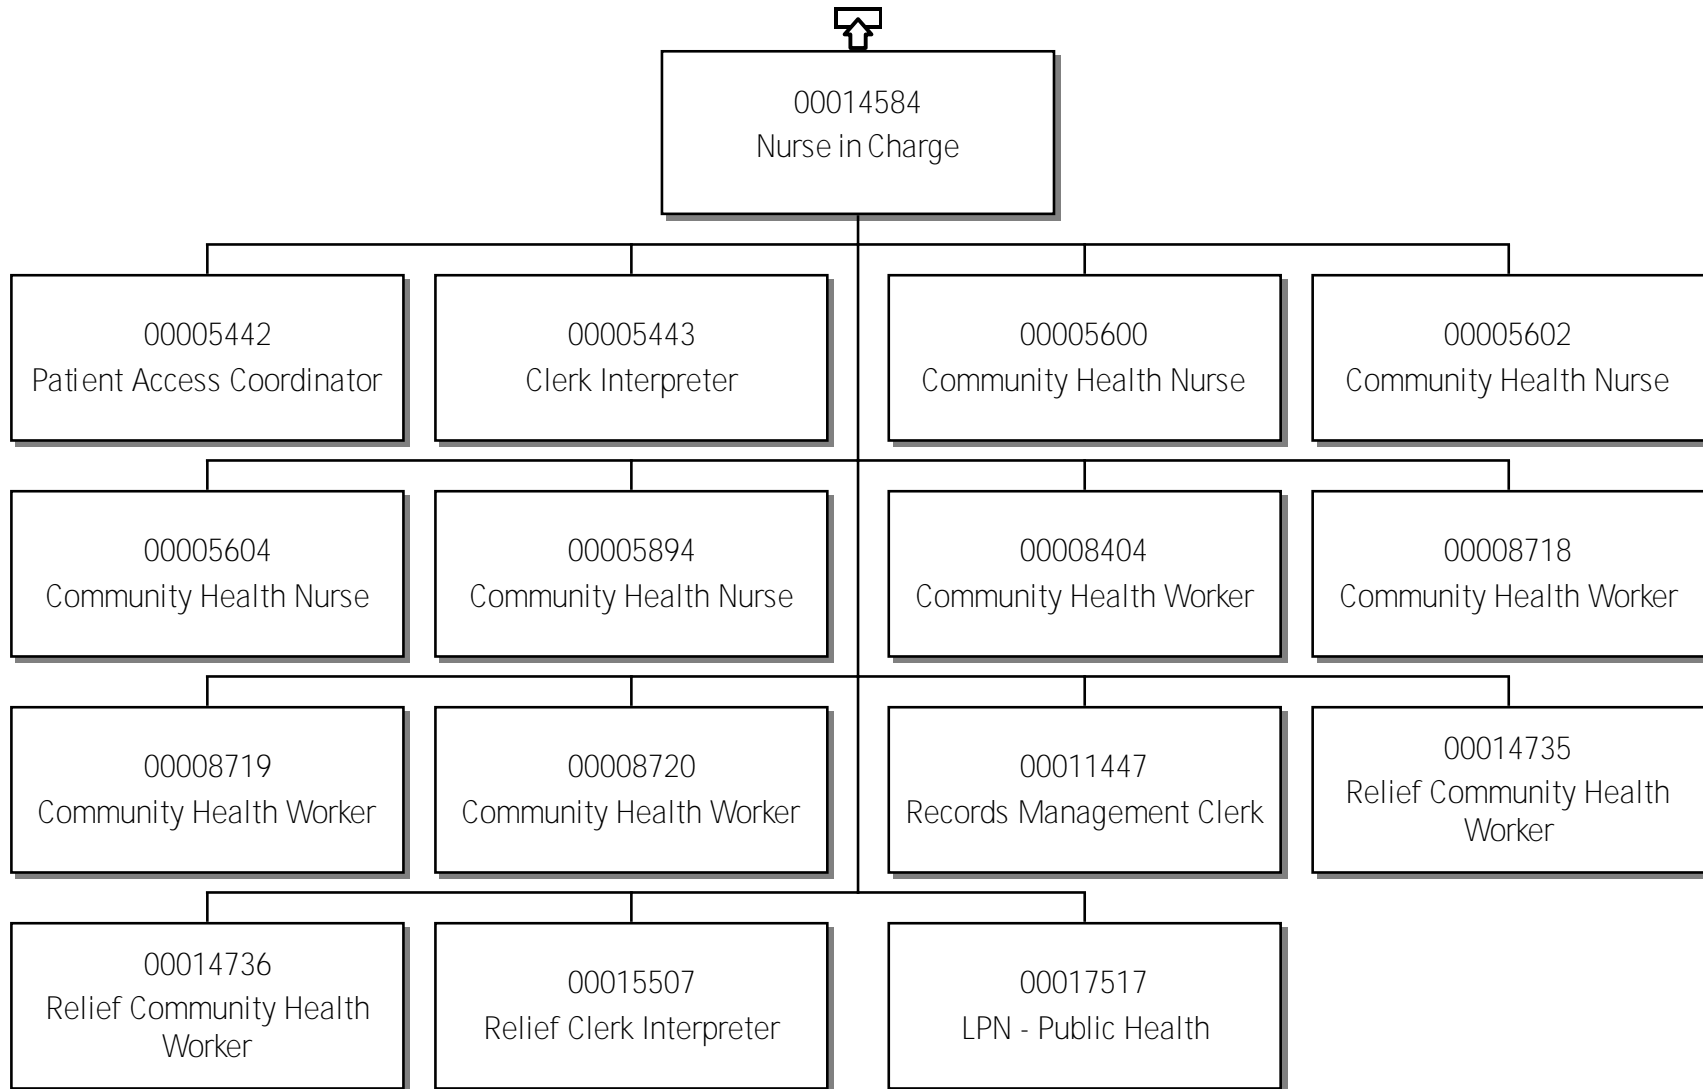 00014584
Nurse in Charge
00005442
Patient Access Coordinator
00005443
Clerk Interpreter
00005600
Community Health Nurse
00005602
Community Health Nurse
00005604
Community Health Nurse
00005894
Community Health Nurse
00008404
Community Health Worker
00008718
Community Health Worker
00008719
Community Health Worker
00008720
Community Health Worker
00011447
Records Management Clerk
00014735
Relief Community Health
Worker
00014736
Relief Community Health
Worker
00015507
Relief Clerk Interpreter
00017517
LPN - Public Health